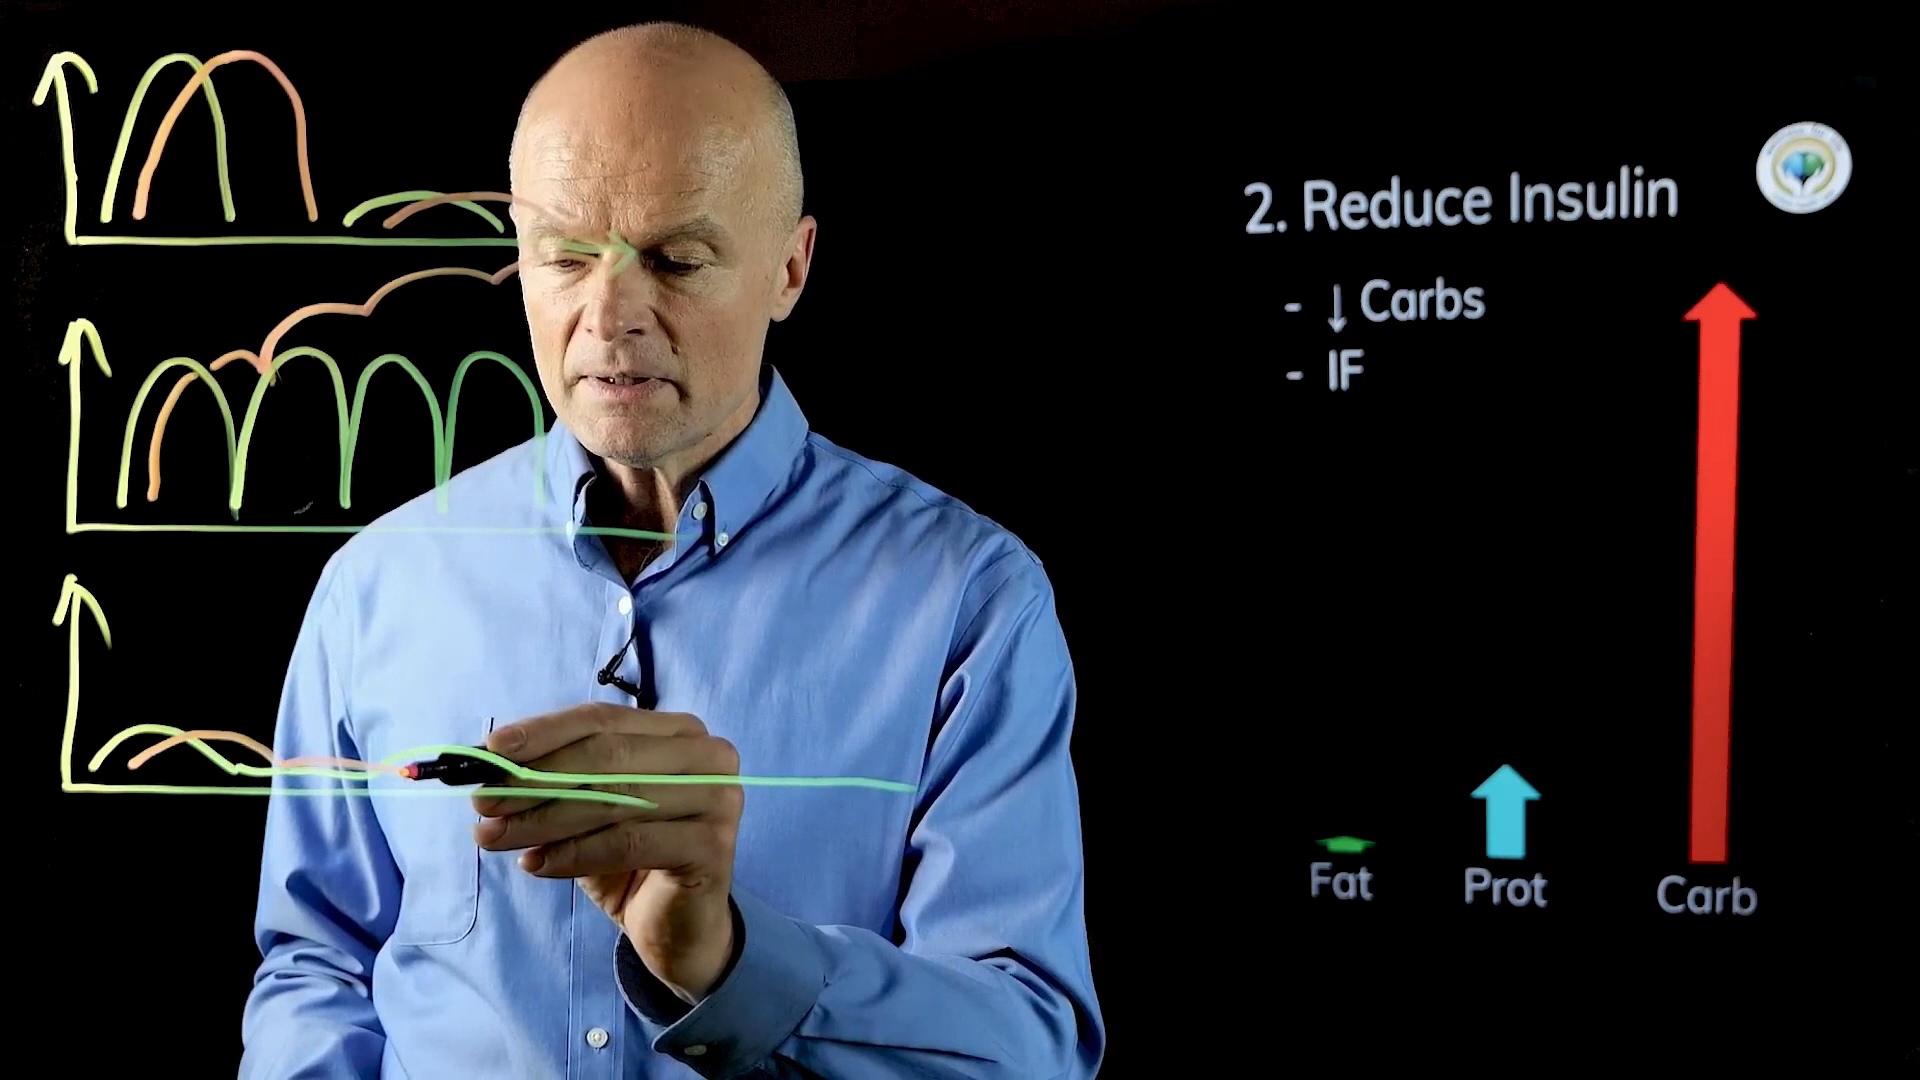 2. Reduce Insulin
- ↓ Carbs
- IF
Fat
Prot
Carb